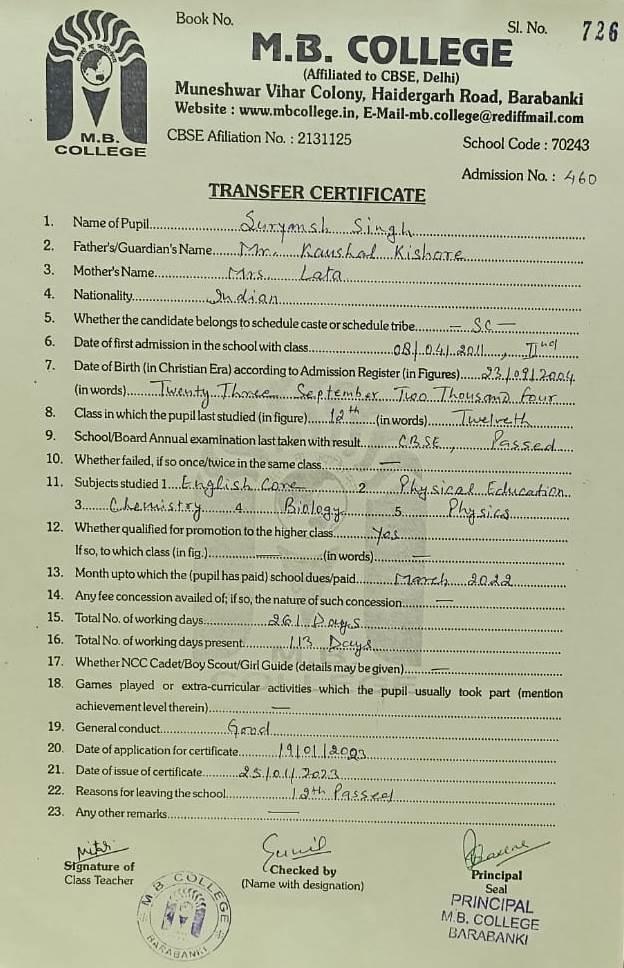 Book No.
Sl. No. 726
M.B. COLLEGE
(Affiliated to CBSE, Delhi)
Muneshwar Vihar Colony, Haidergarh Road, Barabanki
Website : www.mbcollege.in, E-Mail-mb.college@rediffmail.com
M.B.
COLLEGE
CBSE Afiliation No. : 2131125
School Code : 70243
Admission No. : 460
TRANSFER CERTIFICATE
1. Name of Pupil Suryansh Singh
2. Father's/Guardian's Name Mr. Kaushal Kishore
3. Mother's Name Mrs. Lata
4. Nationality Indian
5. Whether the candidate belongs to schedule caste or schedule tribe — SC —
6. Date of first admission in the school with class 08/04/2011, IInd
7. Date of Birth (in Christian Era) according to Admission Register (in Figures) 23/09/2004
(in words) Twenty Three September Two Thousand four
8. Class in which the pupil last studied (in figure) 12th (in words) Twelveth
9. School/Board Annual examination last taken with result CBSE, Passed
10. Whether failed, if so once/twice in the same class —
11. Subjects studied 1 English Core 2 Physical Education
3 Chemistry 4 Biology 5 Physics
12. Whether qualified for promotion to the higher class Yes
If so, to which class (in fig.) — (in words) —
13. Month upto which the (pupil has paid) school dues/paid March 2022
14. Any fee concession availed of; if so, the nature of such concession —
15. Total No. of working days 261 Days
16. Total No. of working days present 113 Days
17. Whether NCC Cadet/Boy Scout/Girl Guide (details may be given) —
18. Games played or extra-curricular activities which the pupil usually took part (mention
achievement level therein) —
19. General conduct Good
20. Date of application for certificate 19/01/2023
21. Date of issue of certificate 25/01/2023
22. Reasons for leaving the school 12th Passed
23. Any other remarks —
Signature of
Class Teacher
Sunil
Checked by
(Name with designation)
Saxena
Principal
Seal
PRINCIPAL
M.B. COLLEGE
BARABANKI
M.B. COLLEGE
BARABANKI